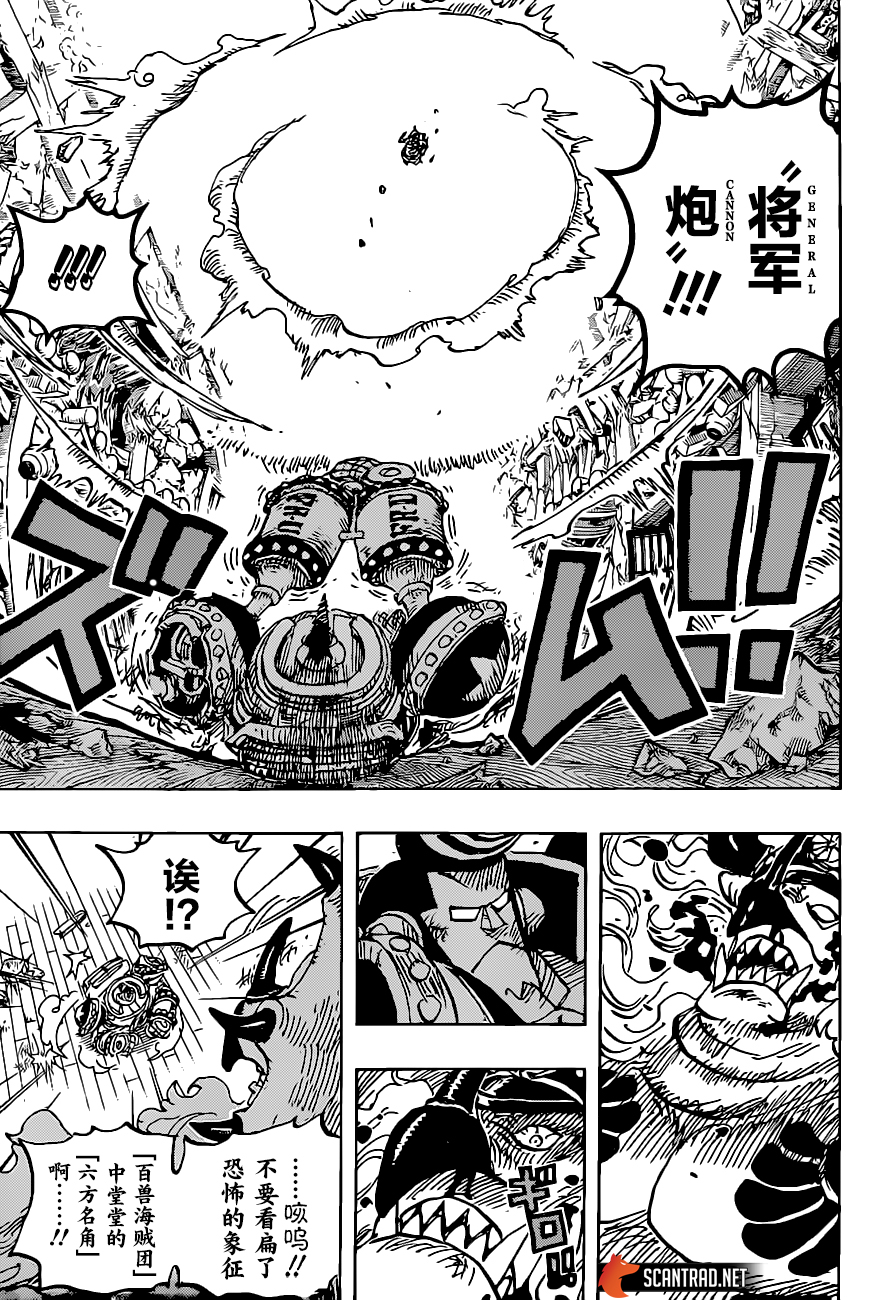 “将军
GENERAL
炮”!!!
CANNON
!!!
ズム!!
ギロ
诶!?
……咳呜!!
不要看扁了
恐怖的象征
「百兽海贼团」
中堂堂的
「六方名角」
啊……!!
SCANTRAD.NET